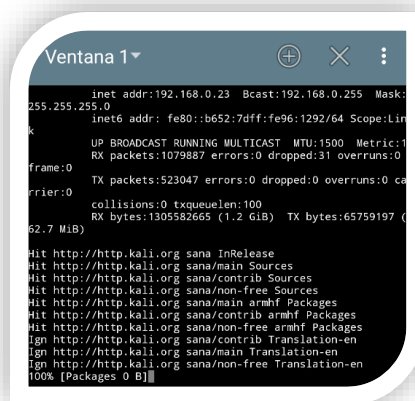 Ventana 1
inet addr:192.168.0.23 Bcast:192.168.0.255 Mask:
255.255.255.0
inet6 addr: fe80::b652:7dff:fe96:1292/64 Scope:Lin
k
UP BROADCAST RUNNING MULTICAST MTU:1500 Metric:1
RX packets:1079887 errors:0 dropped:31 overruns:0
frame:0
TX packets:523047 errors:0 dropped:0 overruns:0 ca
rrier:0
collisions:0 txqueuelen:100
RX bytes:1305582665 (1.2 GiB) TX bytes:65759197 (
62.7 MiB)
Hit http://http.kali.org sana InRelease
Hit http://http.kali.org sana/main Sources
Hit http://http.kali.org sana/contrib Sources
Hit http://http.kali.org sana/non-free Sources
Hit http://http.kali.org sana/main armhf Packages
Hit http://http.kali.org sana/contrib armhf Packages
Hit http://http.kali.org sana/non-free armhf Packages
Ign http://http.kali.org sana/contrib Translation-en
Ign http://http.kali.org sana/main Translation-en
Ign http://http.kali.org sana/non-free Translation-en
100% [Packages 0 B]